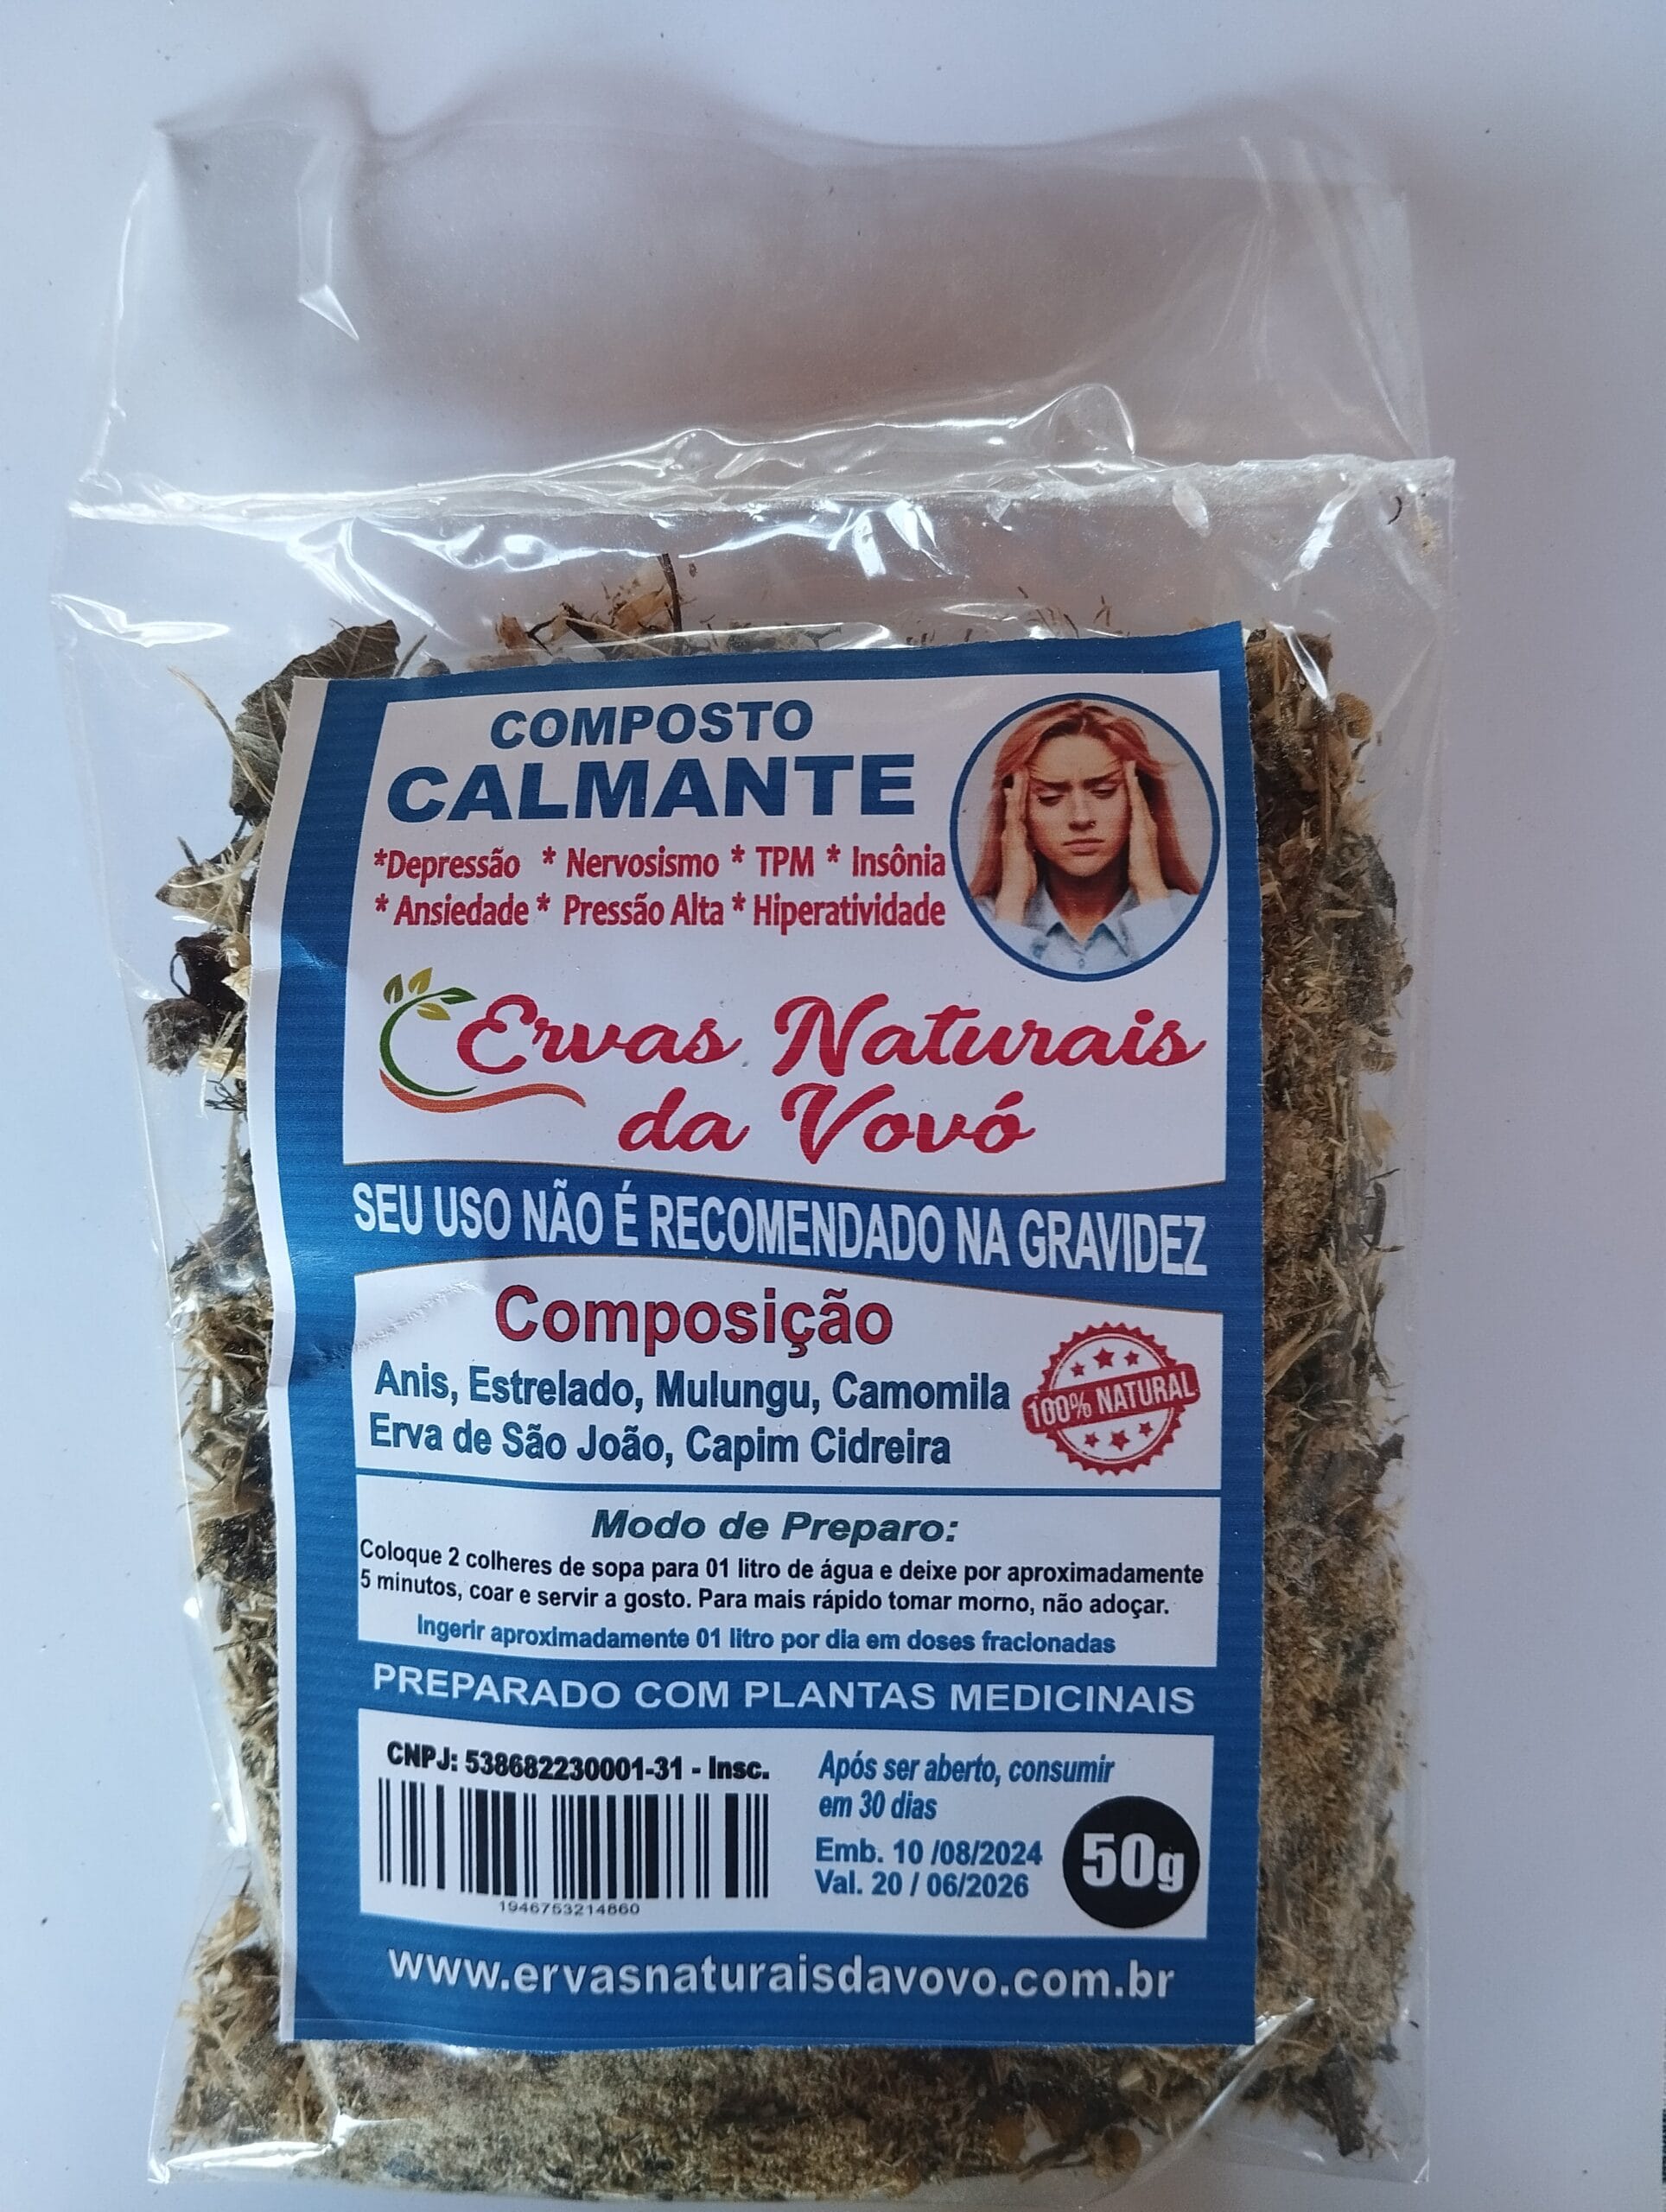 COMPOSTO
CALMANTE
*Depressão * Nervosismo * TPM * Insônia
* Ansiedade * Pressão Alta * Hiperatividade
Ervas Naturais
da Vovó
SEU USO NÃO É RECOMENDADO NA GRAVIDEZ
Composição
Anis, Estrelado, Mulungu, Camomila
Erva de São João, Capim Cidreira
100% NATURAL
Modo de Preparo:
Coloque 2 colheres de sopa para 01 litro de água e deixe por aproximadamente
5 minutos, coar e servir a gosto. Para mais rápido tomar morno, não adoçar.
Ingerir aproximadamente 01 litro por dia em doses fracionadas
PREPARADO COM PLANTAS MEDICINAIS
CNPJ: 538682230001-31 - Insc.
1946753214860
Após ser aberto, consumir
em 30 dias
Emb. 10 /08/2024
Val. 20 / 06/2026
50g
www.ervasnaturaisdavovo.com.br